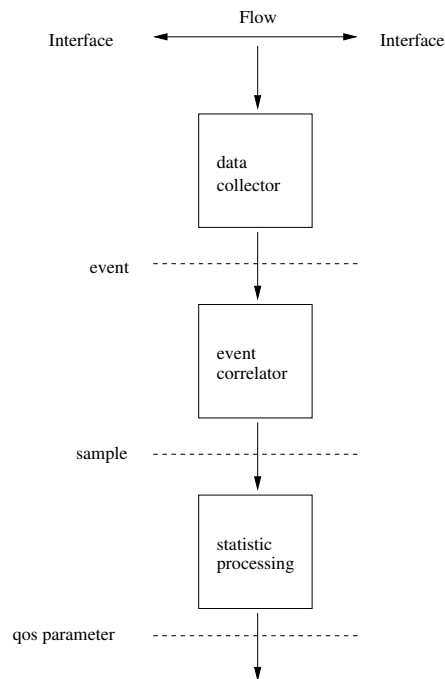 Flow
Interface
Interface
data
collector
event
event
correlator
sample
statistic
processing
qos parameter